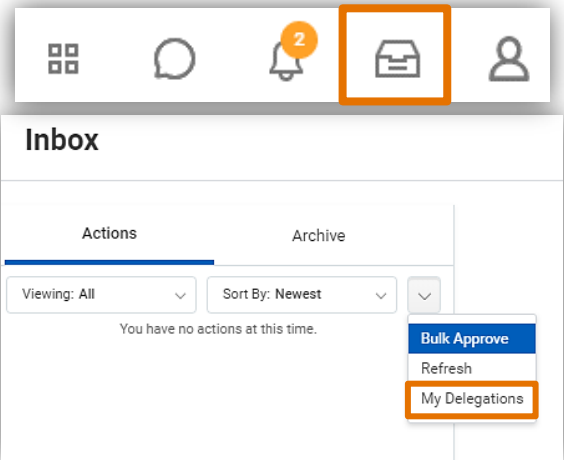 2
Inbox
Actions
Archive
Viewing: All
Sort By: Newest
You have no actions at this time.
Bulk Approve
Refresh
My Delegations